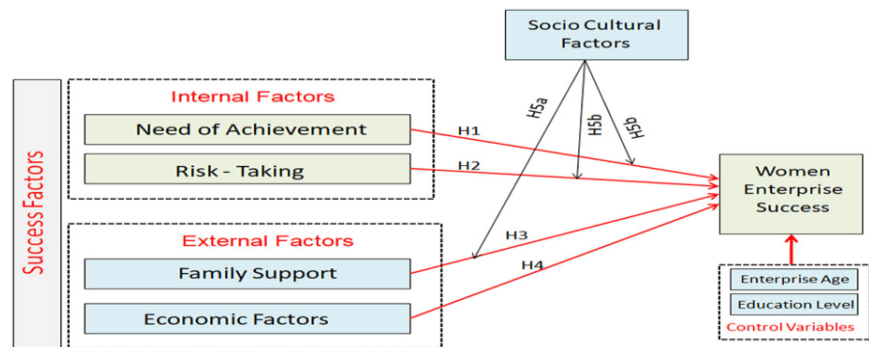 Socio Cultural
Factors
Success Factors
Internal Factors
Need of Achievement
Risk - Taking
External Factors
Family Support
Economic Factors
H1
H2
H3
H4
H5a
H5b
H5b
Women
Enterprise
Success
Enterprise Age
Education Level
Control Variables